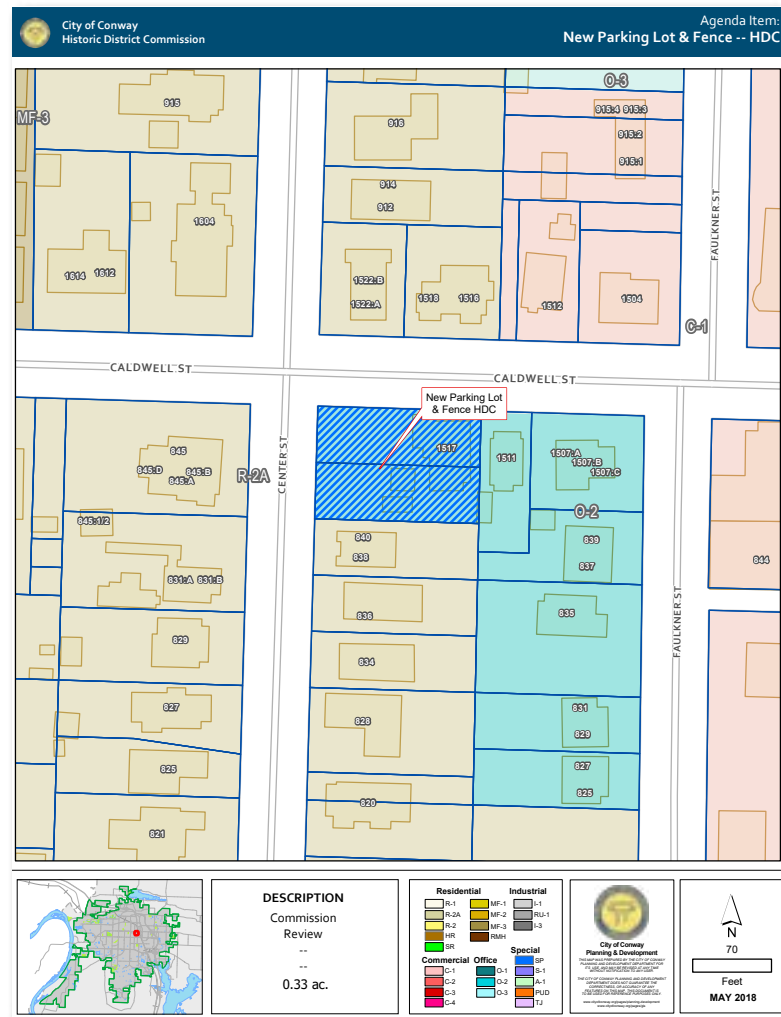 City of Conway
Historic District Commission
Agenda Item:
New Parking Lot & Fence -- HDC
O-3
915
915:4 915:3
MF-3
916
915:2
915:1
914
912
1604
FAULKNER ST
1614 1612
1522:B
1522:A
1518 1516
1512
1504
C-1
CALDWELL ST
CALDWELL ST
New Parking Lot
& Fence HDC
CENTER ST
845
845:D 845:B
845:A
R-2A
1517
1511
1507:A
1507:B
1507:C
O-2
845:1/2
840
838
839
837
844
831:A 831:B
836
835
FAULKNER ST
829
834
827
828
831
829
825
827
825
820
821
DESCRIPTION
Commission
Review
--
--
0.33 ac.
Residential
R-1
R-2A
R-2
HR
SR
MF-1
MF-2
MF-3
RMH
Industrial
I-1
RU-1
I-3
Commercial
C-1
C-2
C-3
C-4
Office
O-1
O-2
O-3
Special
SP
S-1
A-1
PUD
TJ
City of Conway
Planning & Development
N
70
Feet
MAY 2018